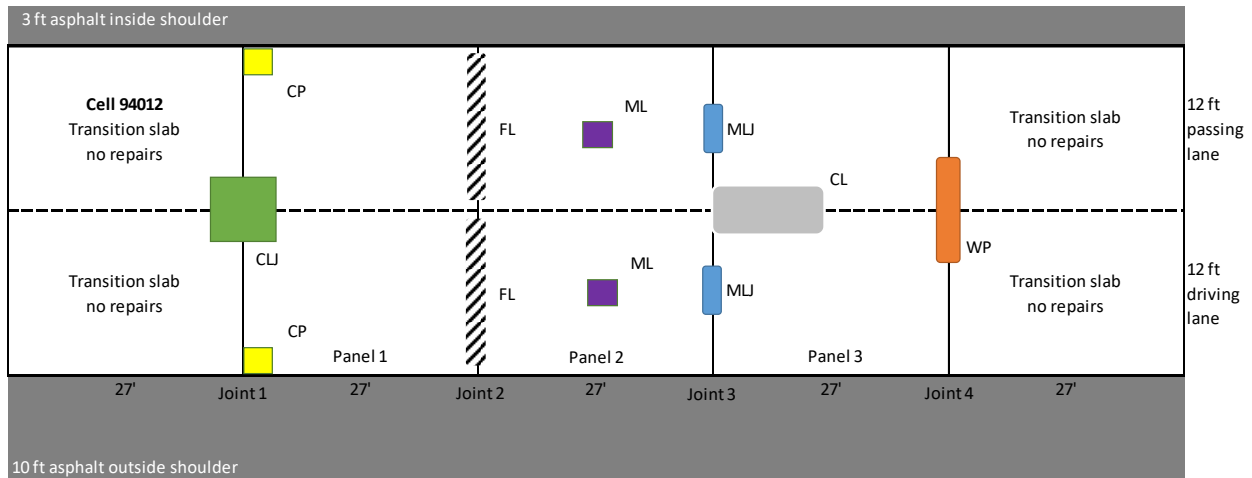 3 ft asphalt inside shoulder
CP
Cell 94012
Transition slab
no repairs
FL
ML
MLJ
Transition slab
no repairs
12 ft
passing
lane
CL
CLJ
WP
Transition slab
no repairs
FL
ML
MLJ
Transition slab
no repairs
12 ft
driving
lane
CP
Panel 1
Panel 2
Panel 3
27'
Joint 1
27'
Joint 2
27'
Joint 3
27'
Joint 4
27'
10 ft asphalt outside shoulder